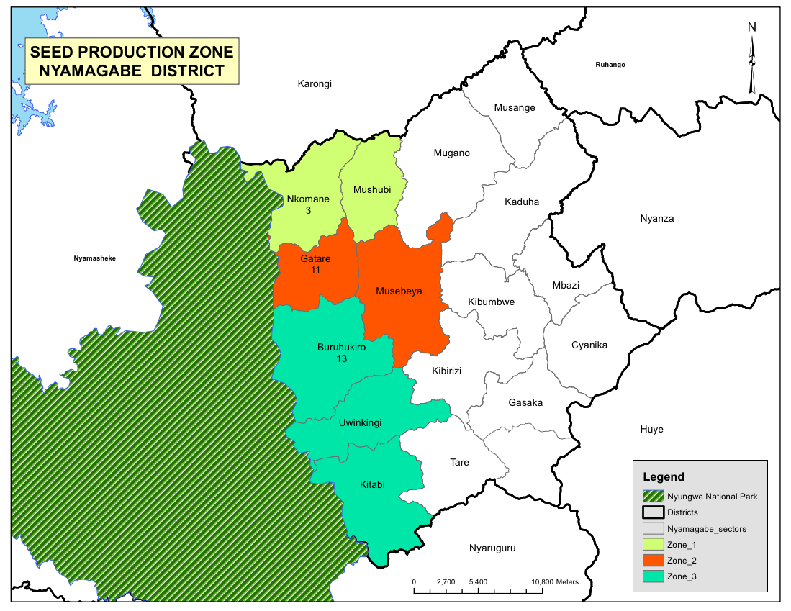 SEED PRODUCTION ZONE
NYAMAGABE DISTRICT
N
Karongi
Ruhango
Musange
Mugano
Mushubi
Nkomane
3
Kaduha
Nyanza
Nyamasheke
Gatare
11
Musebeya
Mbazi
Kibumbwe
Buruhukiro
13
Gyanika
Kibirizi
Gasaka
Uwinkingi
Huye
Tare
Kitabi
Nyaruguru
Legend
Nyungwe National Park
Districts
Nyamagabe_sectors
Zone_1
Zone_2
Zone_3
0 2,700 5,400 10,800 Meters